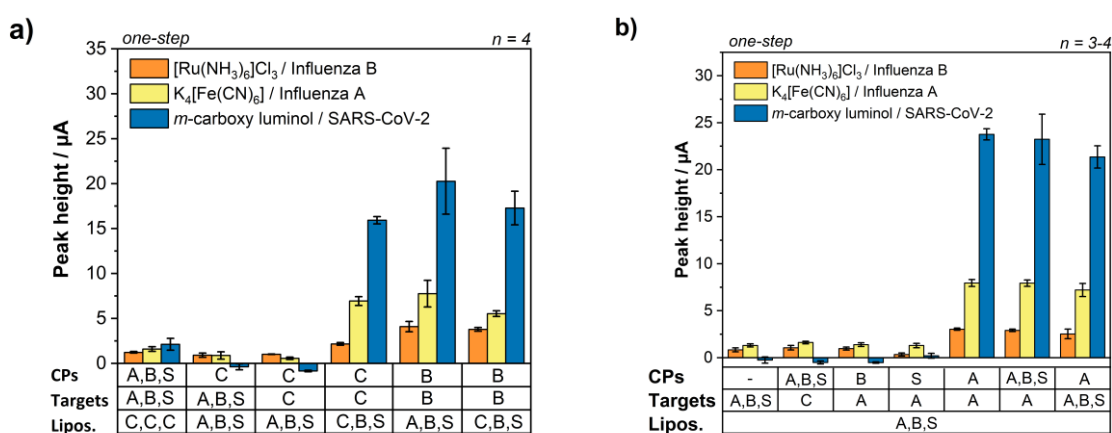 a)
one-step
n = 4
[Ru(NH₃)₆]Cl₃ / Influenza B
K₄[Fe(CN)₆] / Influenza A
m-carboxy luminol / SARS-CoV-2
Peak height / µA
35
30
25
20
15
10
5
0
CPs A,B,S C C C B B
Targets A,B,S A,B,S C C B B
Lipos. C,C,C A,B,S A,B,S C,B,S A,B,S C,B,S
b)
one-step
n = 3-4
[Ru(NH₃)₆]Cl₃ / Influenza B
K₄[Fe(CN)₆] / Influenza A
m-carboxy luminol / SARS-CoV-2
Peak height / µA
30
25
20
15
10
5
0
CPs - A,B,S B S A A,B,S A
Targets A,B,S C A A A A A,B,S
Lipos. A,B,S